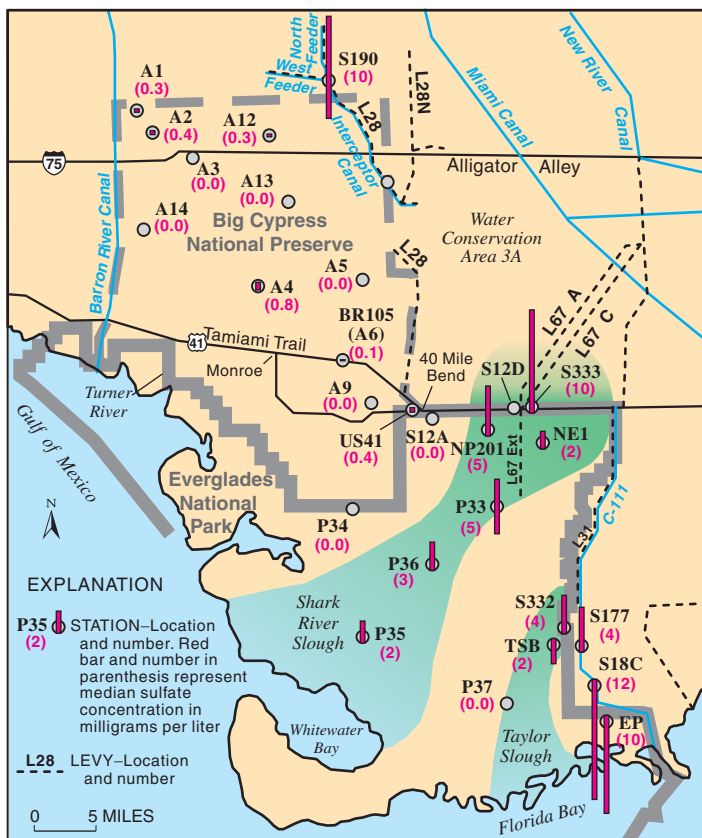 North
Feeder
West
Feeder
S190
(10)
L28
Interceptor
Canal
L28N
Miami Canal
New River
Canal
A1
(0.3)
A2
(0.4)
A12
(0.3)
75
A3
(0.0)
Alligator Alley
A13
(0.0)
A14
(0.0)
Big Cypress
National Preserve
Barron River Canal
Water
Conservation
Area 3A
L28
A5
(0.0)
A4
(0.8)
L67 A
L67 C
BR105
(A6)
(0.1)
41
Tamiami Trail
Monroe
40 Mile
Bend
S12D
S333
(10)
Turner
River
A9
(0.0)
US41
(0.4)
S12A
(0.0)
NP201
(5)
L67 Ext
NE1
(2)
Gulf of Mexico
Everglades
National
Park
N
P34
(0.0)
P33
(5)
C-111
L31
P36
(3)
EXPLANATION
P35
(2)
STATION–Location
and number. Red
bar and number in
parenthesis represent
median sulfate
concentration in
milligrams per liter
L28
LEVY–Location
and number
0 5 MILES
Shark
River
Slough
P35
(2)
S332
(4)
S177
(4)
TSB
(2)
S18C
(12)
P37
(0.0)
EP
(10)
Whitewater
Bay
Taylor
Slough
Florida Bay